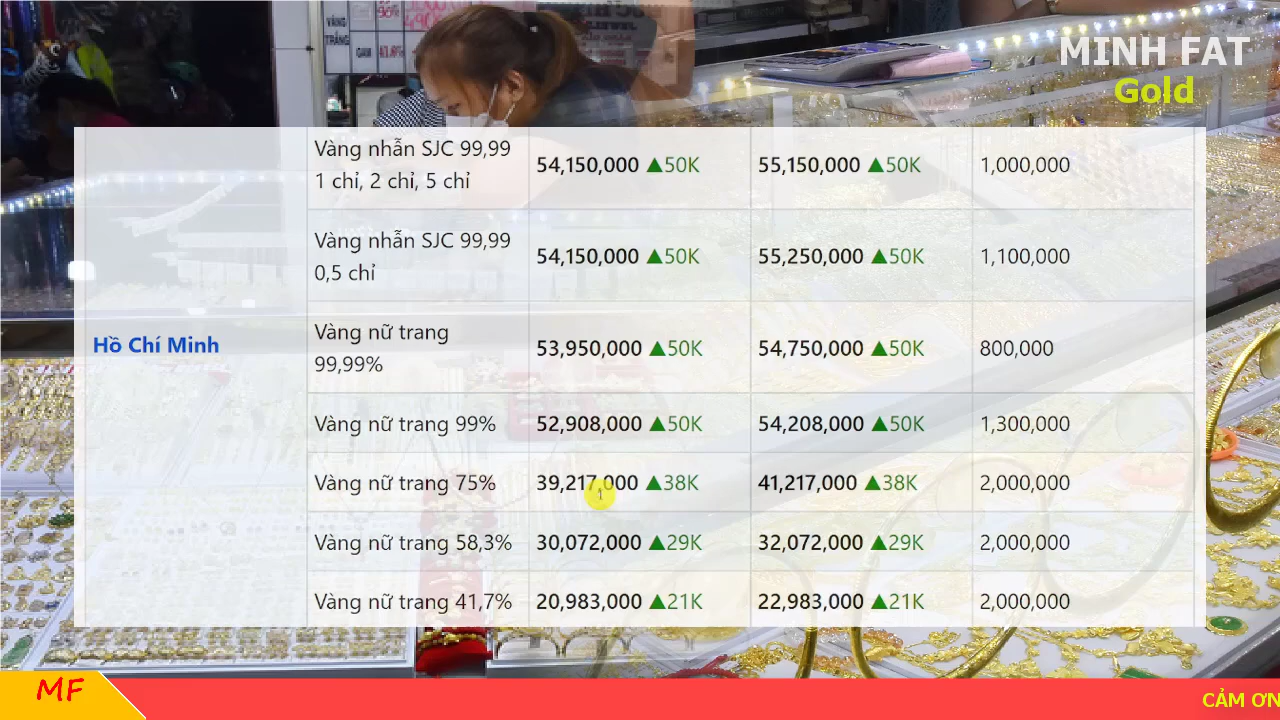 VÀNG
TRẮNG
MINH FAT
Gold
Vàng nhẫn SJC 99,99
1 chỉ, 2 chỉ, 5 chỉ
54,150,000 ▲50K
55,150,000 ▲50K
1,000,000
Vàng nhẫn SJC 99,99
0,5 chỉ
54,150,000 ▲50K
55,250,000 ▲50K
1,100,000
Hồ Chí Minh
Vàng nữ trang
99,99%
53,950,000 ▲50K
54,750,000 ▲50K
800,000
Vàng nữ trang 99%
52,908,000 ▲50K
54,208,000 ▲50K
1,300,000
Vàng nữ trang 75%
39,217,000 ▲38K
41,217,000 ▲38K
2,000,000
Vàng nữ trang 58,3%
30,072,000 ▲29K
32,072,000 ▲29K
2,000,000
Vàng nữ trang 41,7%
20,983,000 ▲21K
22,983,000 ▲21K
2,000,000
MF
CẢM ƠN